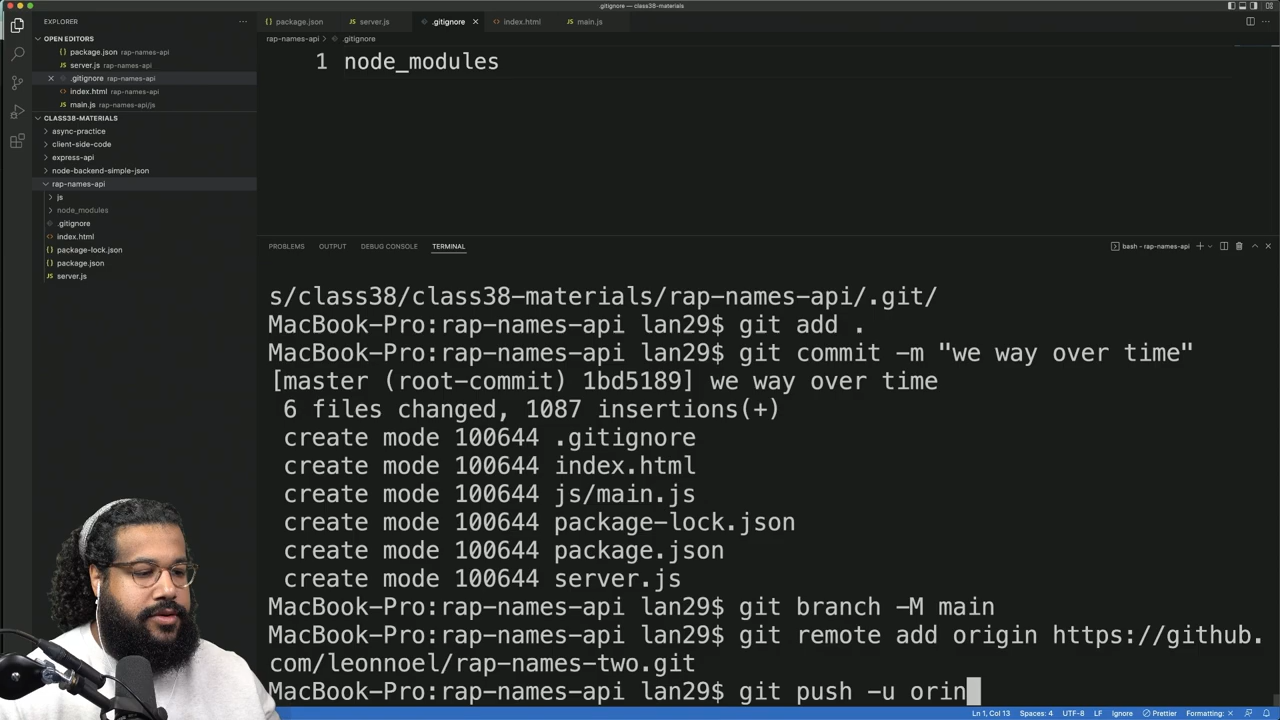 .gitignore — class38-materials
EXPLORER
package.json
server.js
.gitignore
index.html
main.js
OPEN EDITORS
rap-names-api > .gitignore
package.json rap-names-api
server.js rap-names-api
.gitignore rap-names-api
index.html rap-names-api
main.js rap-names-api/js
1 node_modules
CLASS38-MATERIALS
async-practice
client-side-code
express-api
node-backend-simple-json
rap-names-api
js
node_modules
.gitignore
index.html
package-lock.json
package.json
server.js
PROBLEMS OUTPUT DEBUG CONSOLE TERMINAL
bash - rap-names-api
s/class38/class38-materials/rap-names-api/.git/
MacBook-Pro:rap-names-api lan29$ git add .
MacBook-Pro:rap-names-api lan29$ git commit -m "we way over time"
[master (root-commit) 1bd5189] we way over time
6 files changed, 1087 insertions(+)
create mode 100644 .gitignore
create mode 100644 index.html
create mode 100644 js/main.js
create mode 100644 package-lock.json
create mode 100644 package.json
create mode 100644 server.js
MacBook-Pro:rap-names-api lan29$ git branch -M main
MacBook-Pro:rap-names-api lan29$ git remote add origin https://github.
com/leonnoel/rap-names-two.git
MacBook-Pro:rap-names-api lan29$ git push -u orin
Ln 1, Col 13 Spaces: 4 UTF-8 LF Ignore Prettier Formatting: